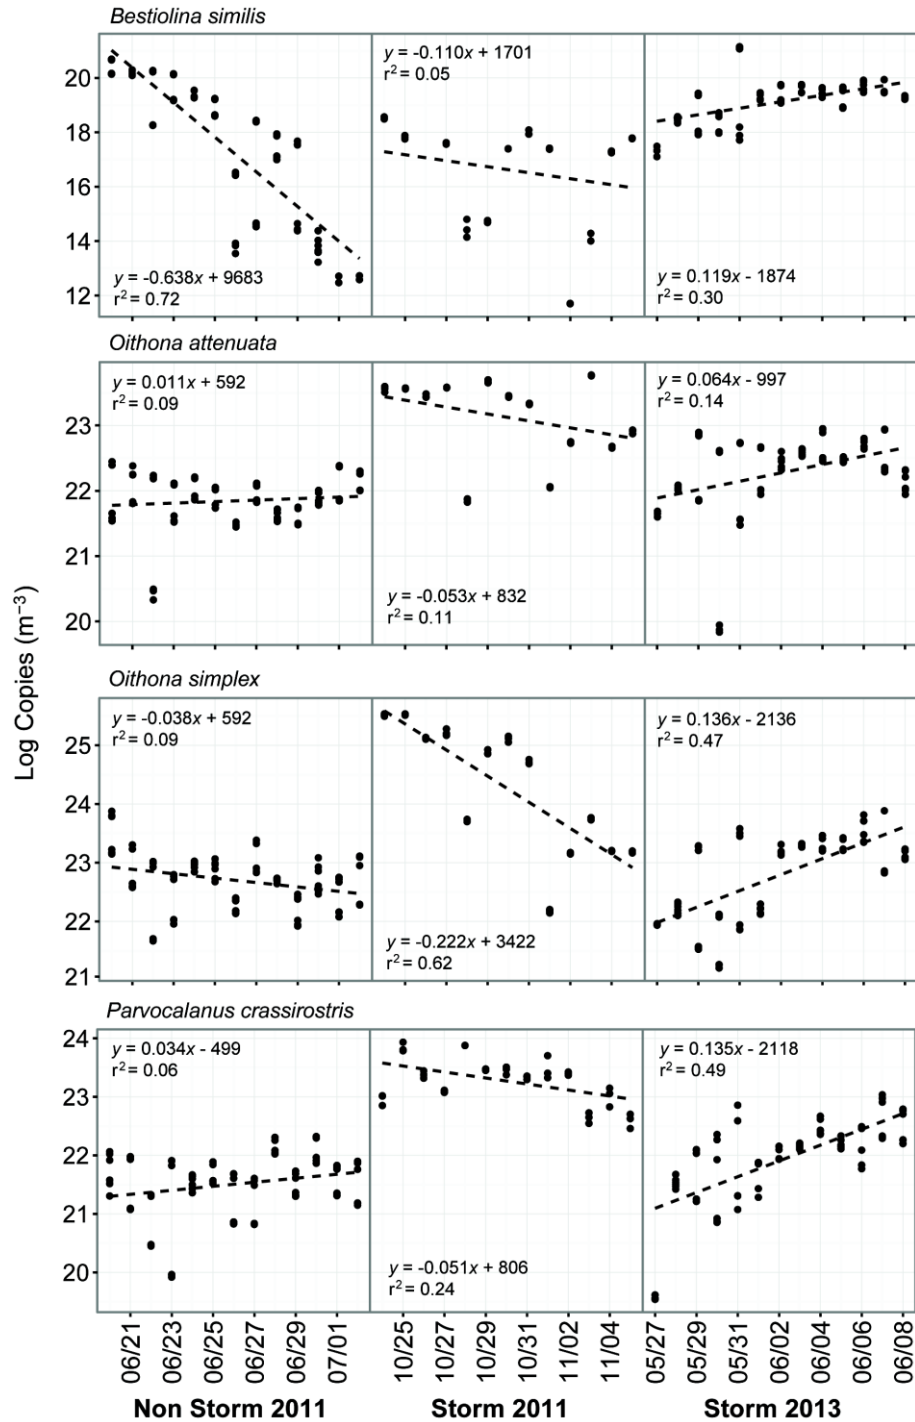 Bestiolina similis
y = -0.638x + 9683
r² = 0.72
y = -0.110x + 1701
r² = 0.05
y = 0.119x - 1874
r² = 0.30
20
18
16
14
12
Oithona attenuata
y = 0.011x + 592
r² = 0.09
y = -0.053x + 832
r² = 0.11
y = 0.064x - 997
r² = 0.14
23
22
21
20
Log Copies (m⁻³)
Oithona simplex
y = -0.038x + 592
r² = 0.09
y = -0.222x + 3422
r² = 0.62
y = 0.136x - 2136
r² = 0.47
25
24
23
22
21
Parvocalanus crassirostris
y = 0.034x - 499
r² = 0.06
y = -0.051x + 806
r² = 0.24
y = 0.135x - 2118
r² = 0.49
24
23
22
21
20
06/21 06/23 06/25 06/27 06/29 07/01
10/25 10/27 10/29 10/31 11/02 11/04
05/27 05/29 05/31 06/02 06/04 06/06 06/08
Non Storm 2011 Storm 2011 Storm 2013